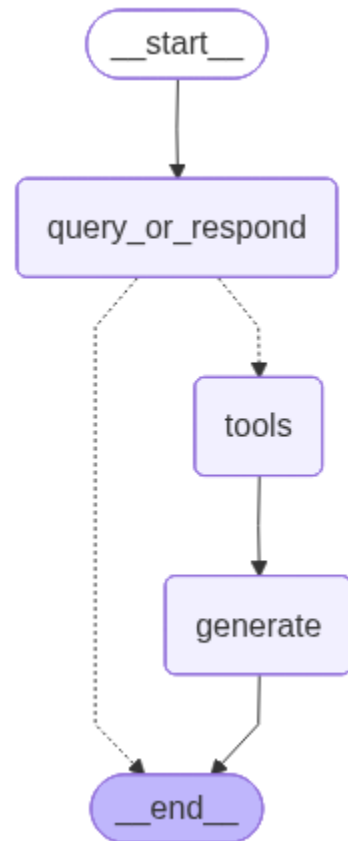 __start__
query_or_respond
tools
generate
__end__